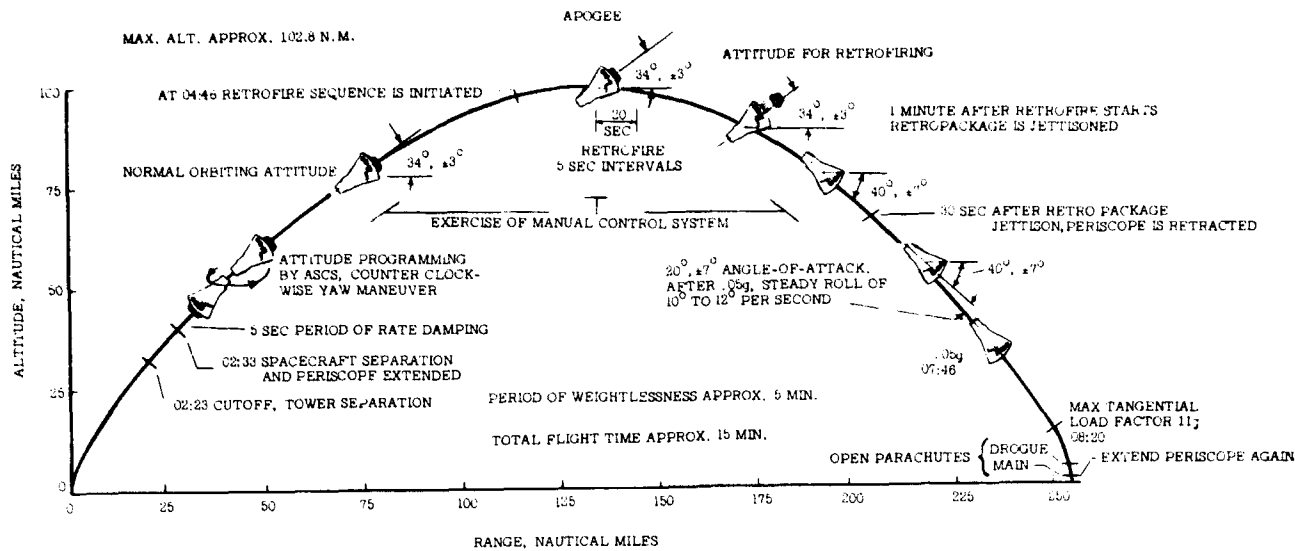 APOGEE
MAX. ALT. APPROX. 102.8 N.M.
ATTITUDE FOR RETROFIRING
34°, ±3°
AT 04:46 RETROFIRE SEQUENCE IS INITIATED
20
SEC
RETROFIRE
5 SEC INTERVALS
34°, ±3°
1 MINUTE AFTER RETROFIRE STARTS
RETROPACKAGE IS JETTISONED
NORMAL ORBITING ATTITUDE
34°, ±3°
40°, ±7°
EXERCISE OF MANUAL CONTROL SYSTEM
30 SEC AFTER RETRO PACKAGE
JETTISON, PERISCOPE IS RETRACTED
ATTITUDE PROGRAMMING
BY ASCS, COUNTER CLOCK-
WISE YAW MANEUVER
20°, ±7° ANGLE-OF-ATTACK.
AFTER .05g, STEADY ROLL OF
10° TO 12° PER SECOND
40°, ±7°
5 SEC PERIOD OF RATE DAMPING
02:33 SPACECRAFT SEPARATION
AND PERISCOPE EXTENDED
.05g
07:46
02:23 CUTOFF, TOWER SEPARATION
PERIOD OF WEIGHTLESSNESS APPROX. 5 MIN.
TOTAL FLIGHT TIME APPROX. 15 MIN.
MAX TANGENTIAL
LOAD FACTOR 11;
08:20
OPEN PARACHUTES { DROGUE
MAIN
EXTEND PERISCOPE AGAIN
ALTITUDE, NAUTICAL MILES
100
75
50
25
0
0 25 50 75 100 135 150 175 200 225 250
RANGE, NAUTICAL MILES